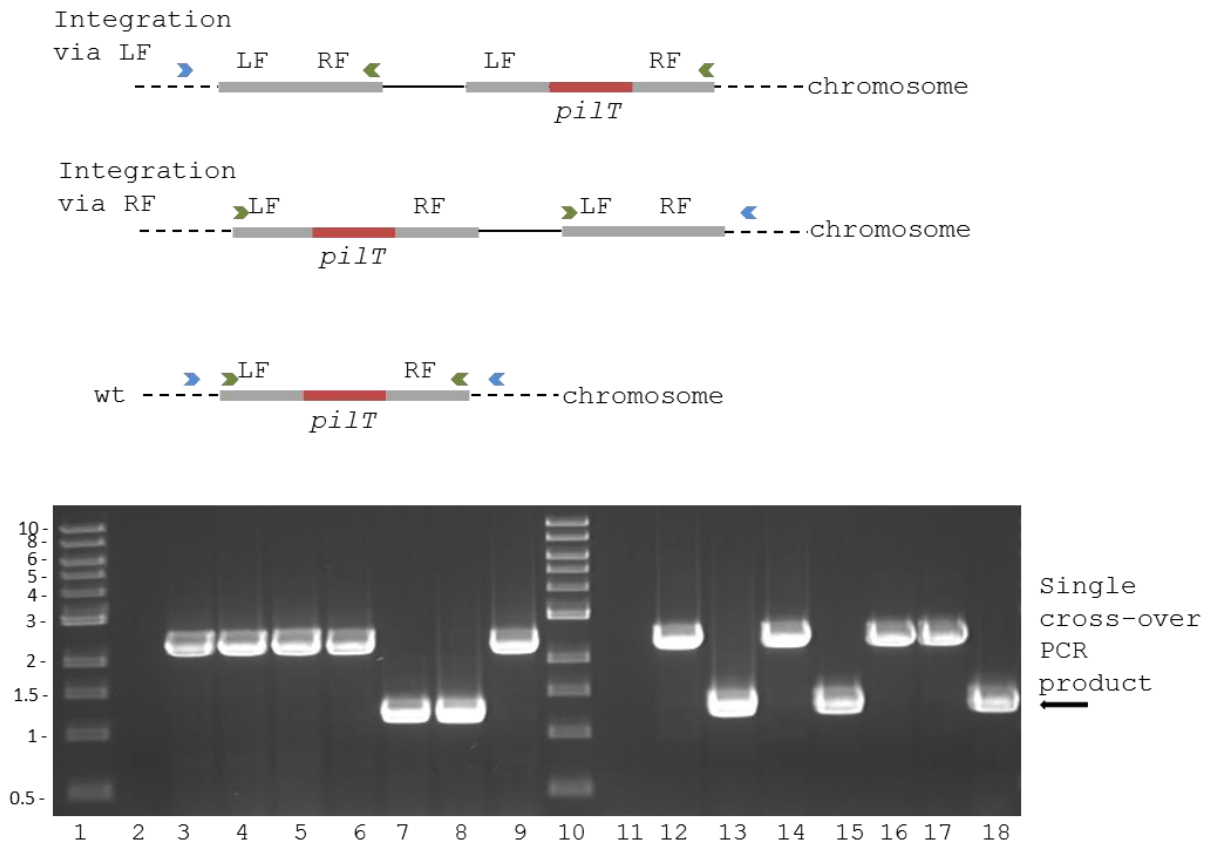 Integration
via LF
LF RF LF RF
chromosome
pilT
Integration
via RF
LF RF LF RF
chromosome
pilT
LF RF
wt chromosome
pilT
10-
8-
6-
5-
4-
3-
2-
1.5-
1-
0.5-
Single
cross-over
PCR
product
1 2 3 4 5 6 7 8 9 10 11 12 13 14 15 16 17 18